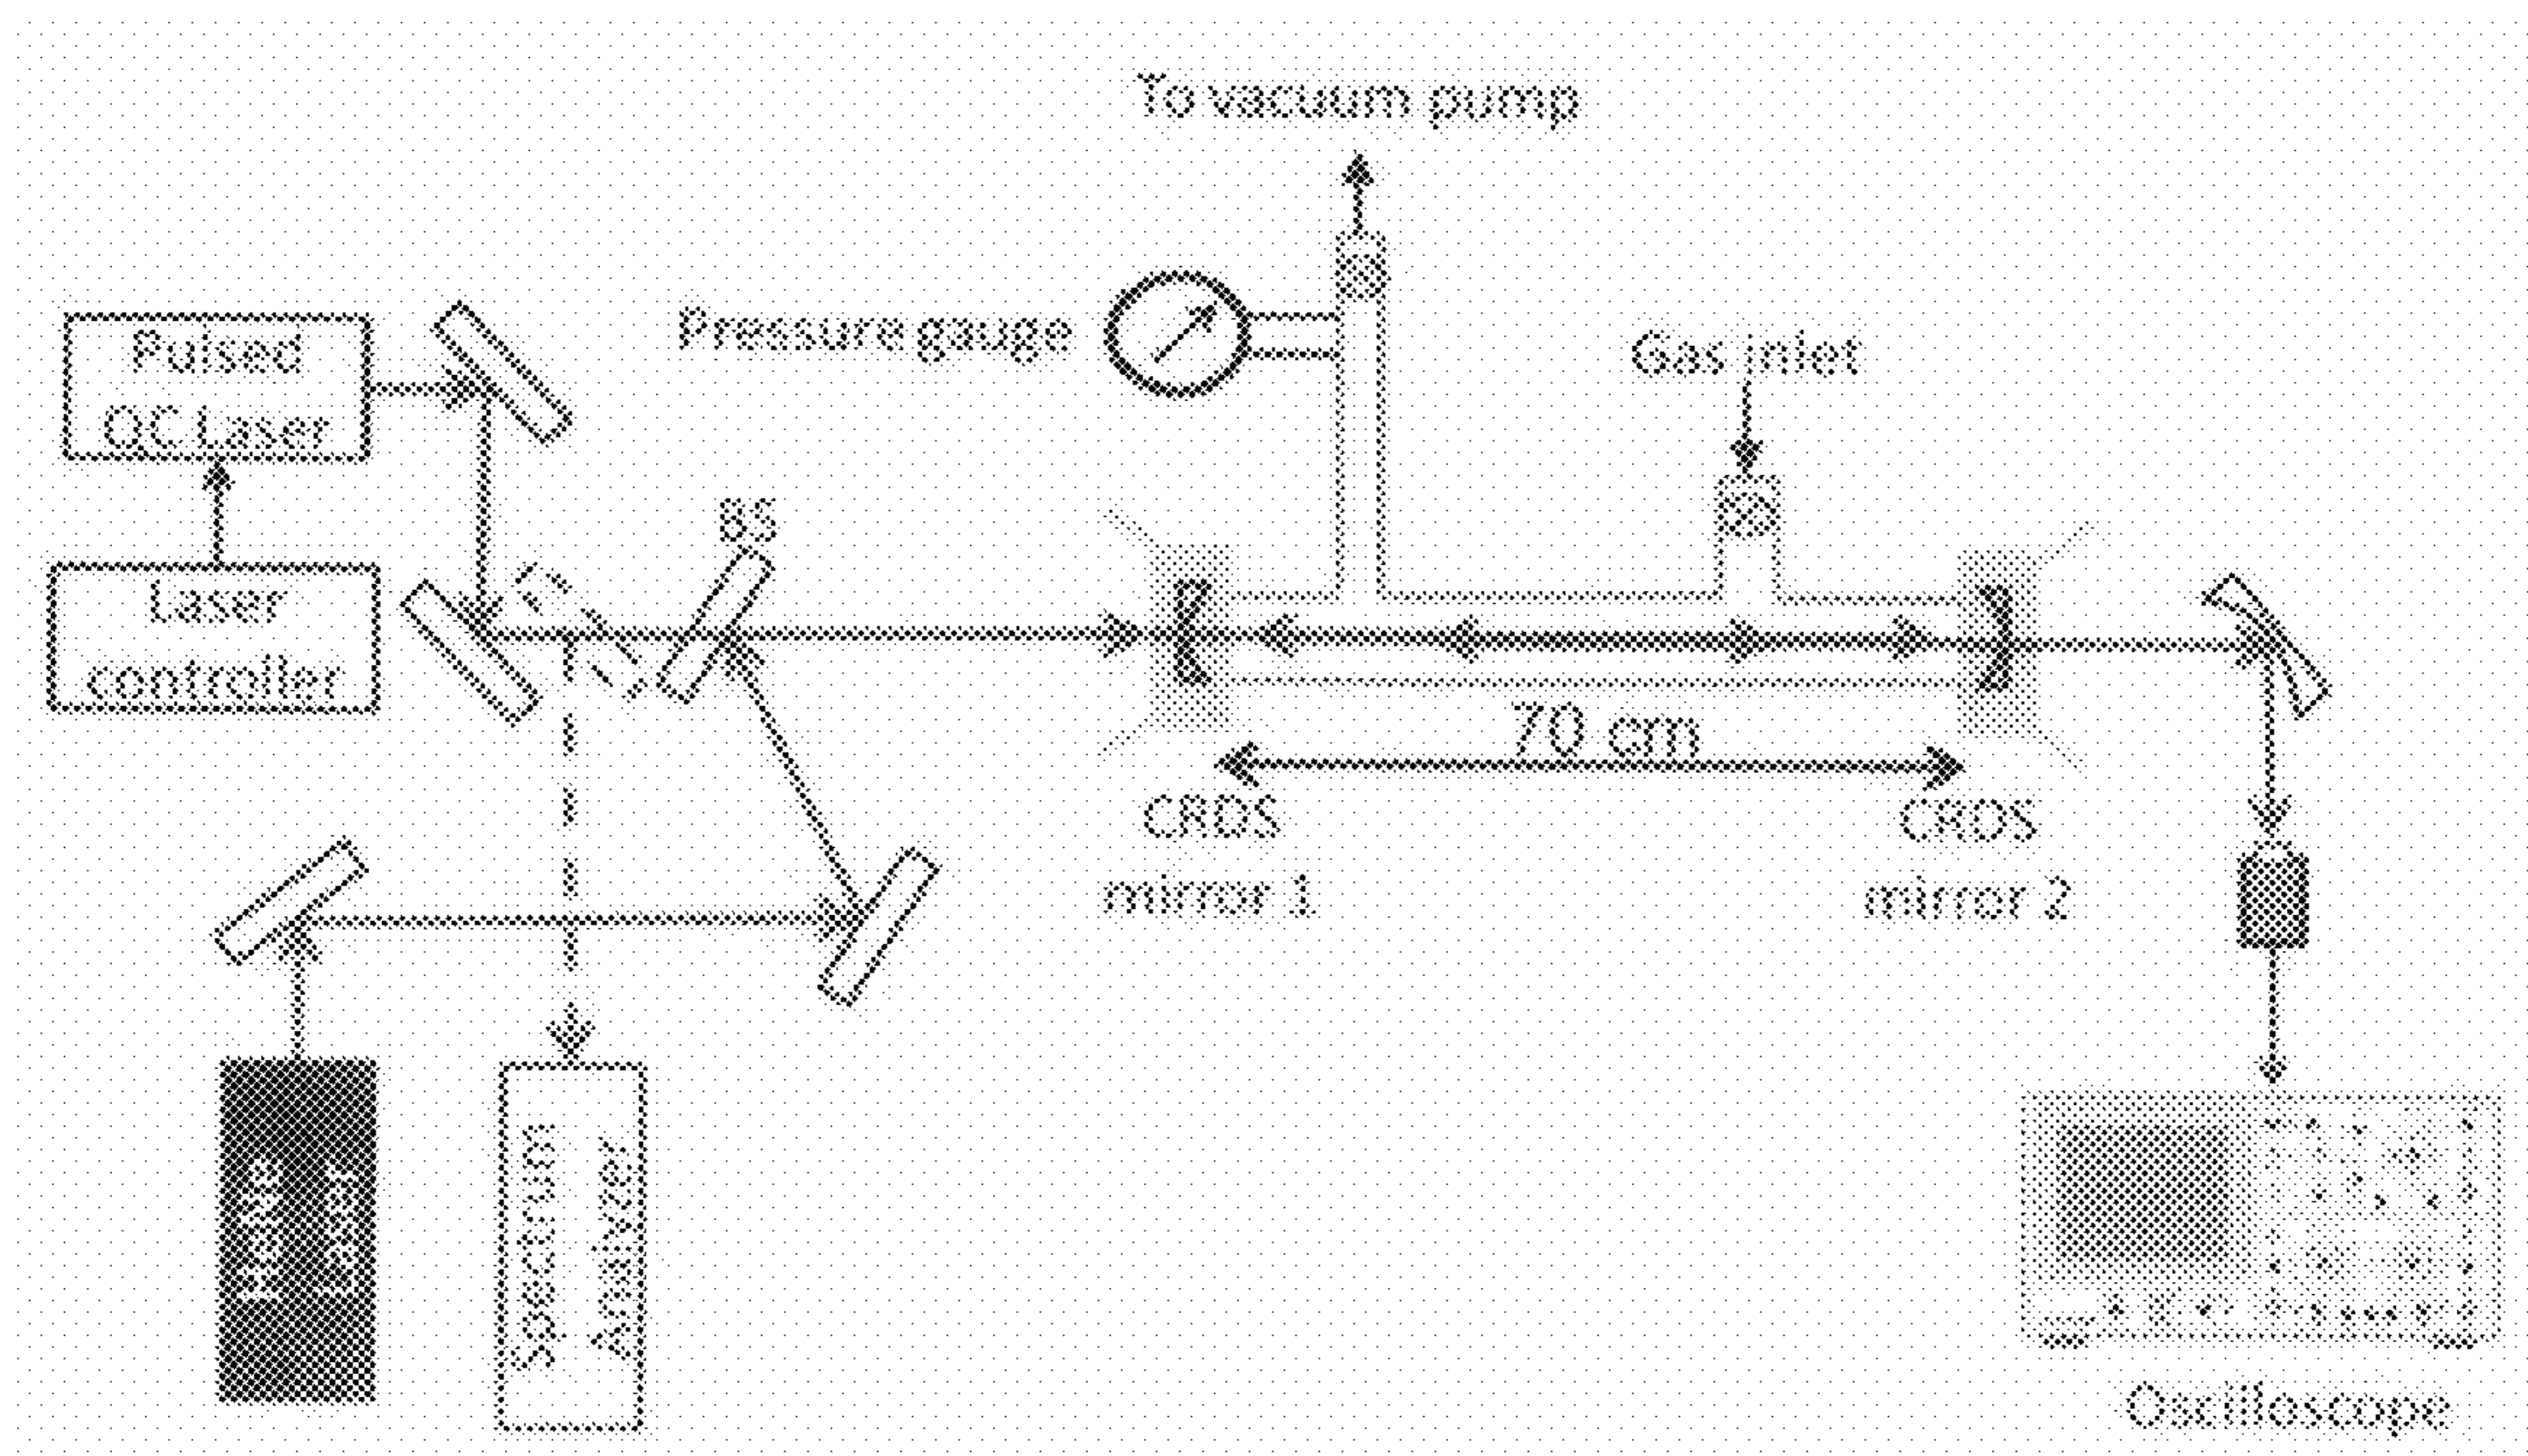 To vacuum pump
Pressure gauge
Gas inlet
Pulsed
QC Laser
BS
Laser
controller
70 cm
CRDS
mirror 1
CRDS
mirror 2
HeNe
Laser
Spectrum
Analyzer
Oscilloscope